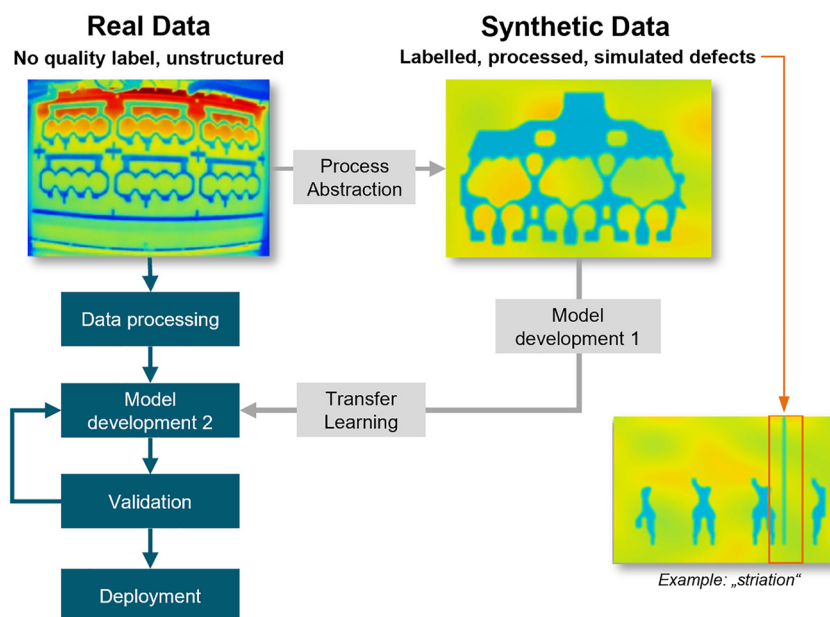 Real Data
No quality label, unstructured
Synthetic Data
Labelled, processed, simulated defects
Process
Abstraction
Data processing
Model
development 1
Model
development 2
Transfer
Learning
Validation
Deployment
Example: „striation“